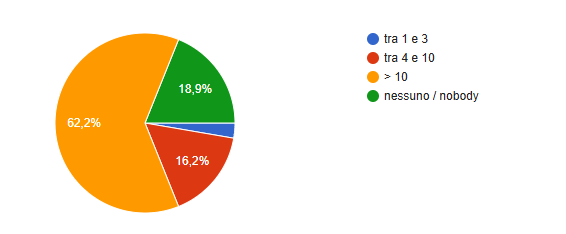 18,9%
62,2%
16,2%
tra 1 e 3
tra 4 e 10
> 10
nessuno / nobody